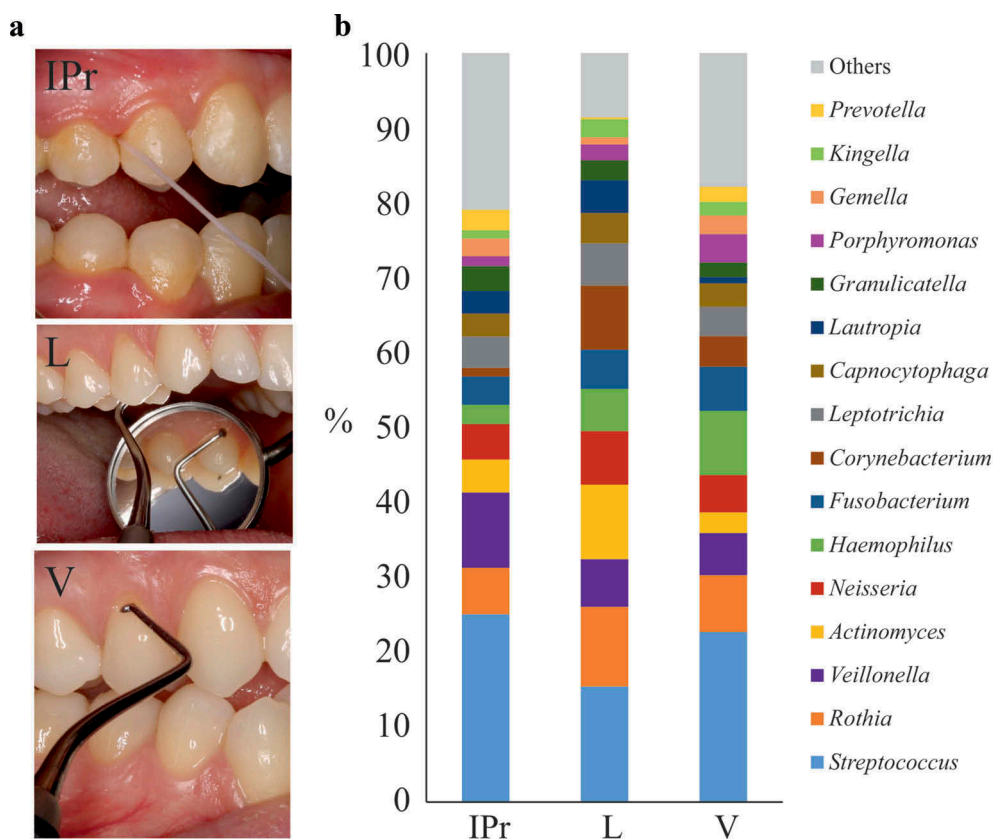 a
IPr
L
V
b
100
90
80
70
60
50
40
30
20
10
0
%
IPr
L
V
Others
Prevotella
Kingella
Gemella
Porphyromonas
Granulicatella
Lautropia
Capnocytophaga
Leptotrichia
Corynebacterium
Fusobacterium
Haemophilus
Neisseria
Actinomyces
Veillonella
Rothia
Streptococcus